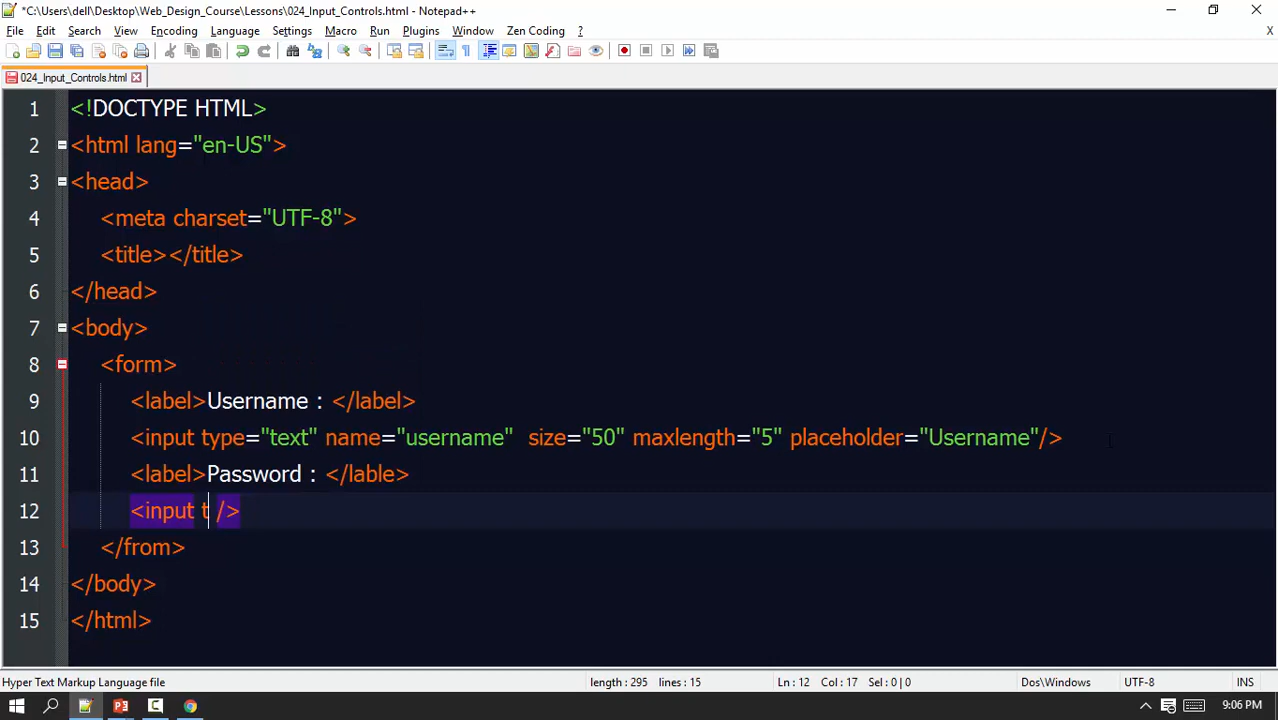 *C:\Users\dell\Desktop\Web_Design_Course\Lessons\024_Input_Controls.html - Notepad++
File Edit Search View Encoding Language Settings Macro Run Plugins Window Zen Coding ? X
024_Input_Controls.html
1 <!DOCTYPE HTML>
2 <html lang="en-US">
3 <head>
4 <meta charset="UTF-8">
5 <title></title>
6 </head>
7 <body>
8 <form>
9 <label>Username : </label>
10 <input type="text" name="username"  size="50" maxlength="5" placeholder="Username"/>
11 <label>Password : </lable>
12 <input t />
13 </from>
14 </body>
15 </html>
Hyper Text Markup Language file length : 295 lines : 15 Ln : 12 Col : 17 Sel : 0 | 0 Dos\Windows UTF-8 INS
9:06 PM